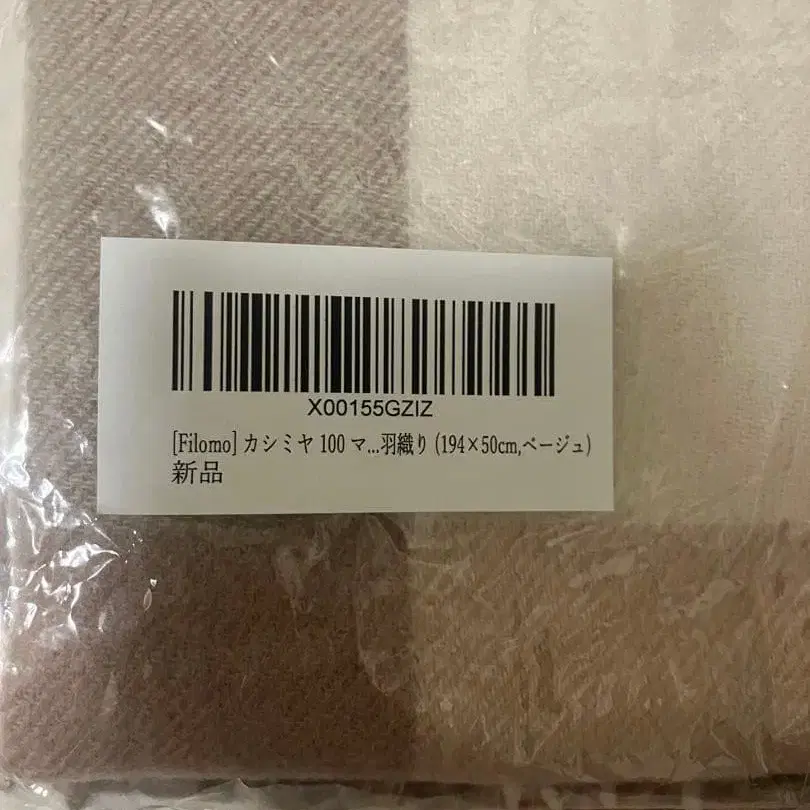 X00155GZIZ
[Filomo] カシミヤ 100 マ...羽織り (194×50cm,ベージュ)
新品